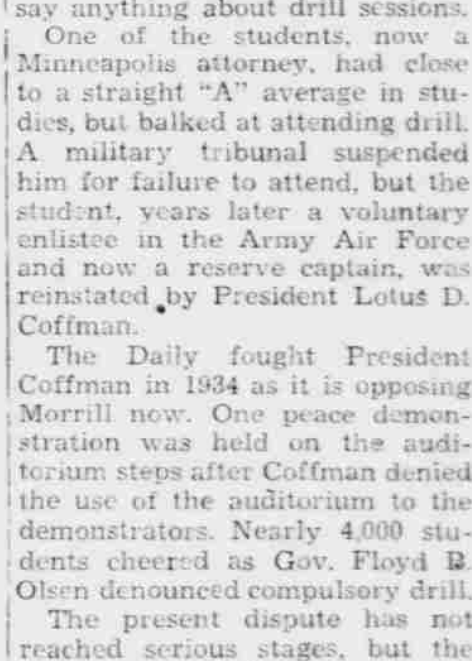 say anything about drill sessions.
One of the students, now a
Minneapolis attorney, had close
to a straight "A" average in stu-
dies, but balked at attending drill.
A military tribunal suspended
him for failure to attend, but the
student, years later a voluntary
enlistee in the Army Air Force
and now a reserve captain, was
reinstated by President Lotus D.
Coffman.
The Daily fought President
Coffman in 1934 as it is opposing
Morrill now. One peace demon-
stration was held on the audi-
torium steps after Coffman denied
the use of the auditorium to the
demonstrators. Nearly 4,000 stu-
dents cheered as Gov. Floyd B.
Olsen denounced compulsory drill.
The present dispute has not
reached serious stages, but the